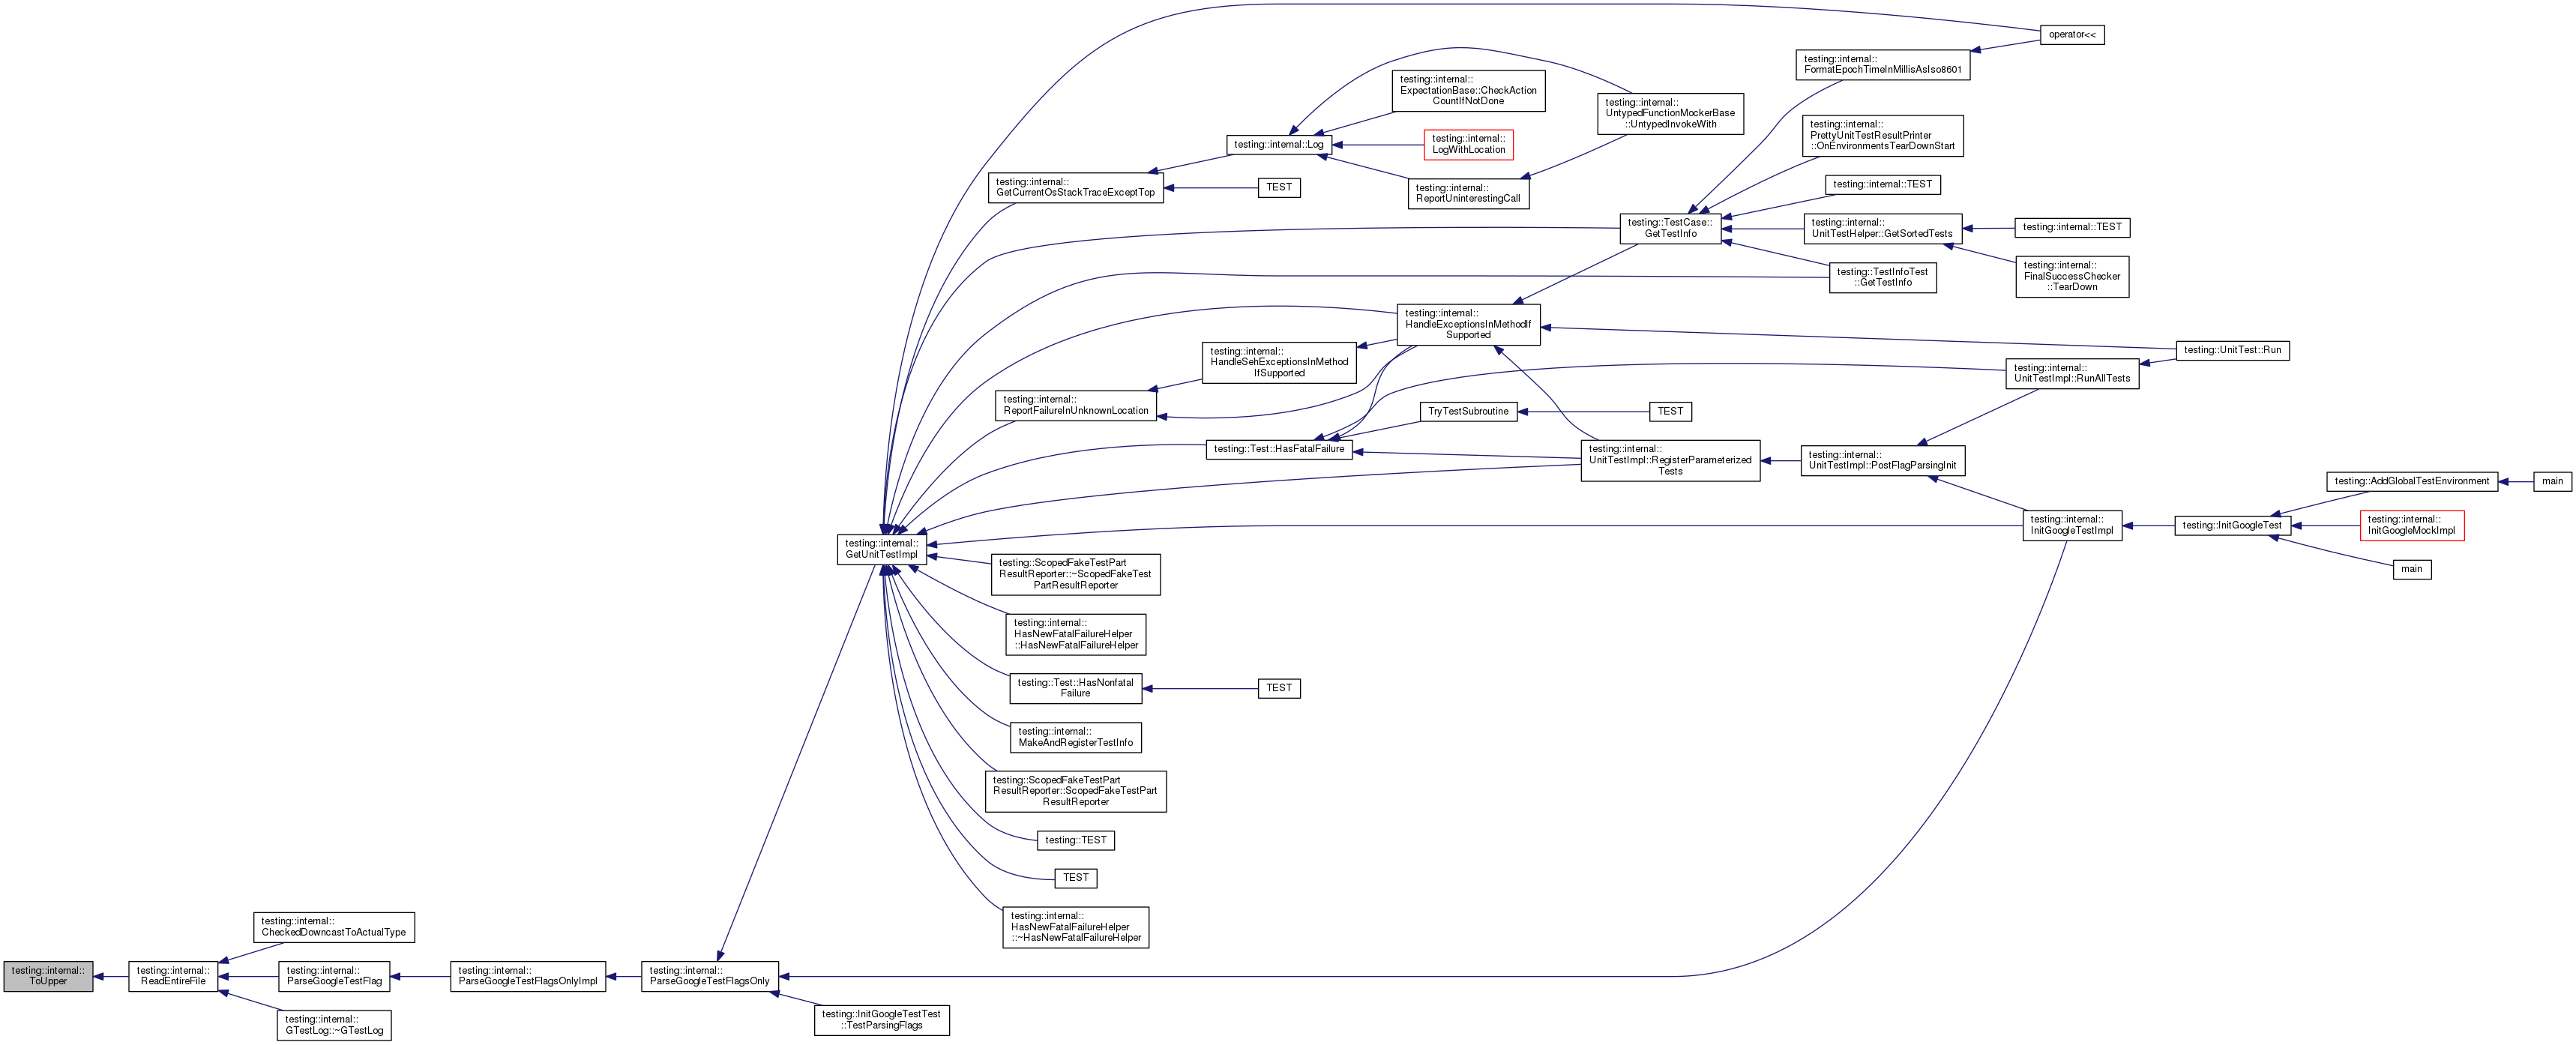 operator<<
testing::internal::
FormatEpochTimeInMillisAsIso8601
testing::internal::
ExpectationBase::CheckAction
CountIfNotDone
testing::internal::
UntypedFunctionMockerBase
::UntypedInvokeWith
testing::internal::
PrettyUnitTestResultPrinter
::OnEnvironmentsTearDownStart
testing::internal::Log
testing::internal::
LogWithLocation
testing::internal::
GetCurrentOsStackTraceExceptTop
TEST
testing::internal::
ReportUninterestingCall
testing::internal::TEST
testing::TestCase::
GetTestInfo
testing::internal::
UnitTestHelper::GetSortedTests
testing::internal::TEST
testing::internal::
FinalSuccessChecker
::TearDown
testing::TestInfoTest
::GetTestInfo
testing::internal::
HandleExceptionsInMethodIf
Supported
testing::internal::
HandleSehExceptionsInMethod
IfSupported
testing::UnitTest::Run
testing::internal::
UnitTestImpl::RunAllTests
testing::internal::
ReportFailureInUnknownLocation
TryTestSubroutine
TEST
testing::Test::HasFatalFailure
testing::internal::
UnitTestImpl::RegisterParameterized
Tests
testing::internal::
UnitTestImpl::PostFlagParsingInit
testing::AddGlobalTestEnvironment
main
testing::internal::
InitGoogleTestImpl
testing::InitGoogleTest
testing::internal::
InitGoogleMockImpl
main
testing::internal::
GetUnitTestImpl
testing::ScopedFakeTestPart
ResultReporter::~ScopedFakeTest
PartResultReporter
testing::internal::
HasNewFatalFailureHelper
::HasNewFatalFailureHelper
testing::Test::HasNonfatal
Failure
TEST
testing::internal::
MakeAndRegisterTestInfo
testing::ScopedFakeTestPart
ResultReporter::ScopedFakeTestPart
ResultReporter
testing::TEST
TEST
testing::internal::
HasNewFatalFailureHelper
::~HasNewFatalFailureHelper
testing::internal::
CheckedDowncastToActualType
testing::internal::
ToUpper
testing::internal::
ReadEntireFile
testing::internal::
ParseGoogleTestFlag
testing::internal::
ParseGoogleTestFlagsOnlyImpl
testing::internal::
ParseGoogleTestFlagsOnly
testing::internal::
GTestLog::~GTestLog
testing::InitGoogleTestTest
::TestParsingFlags